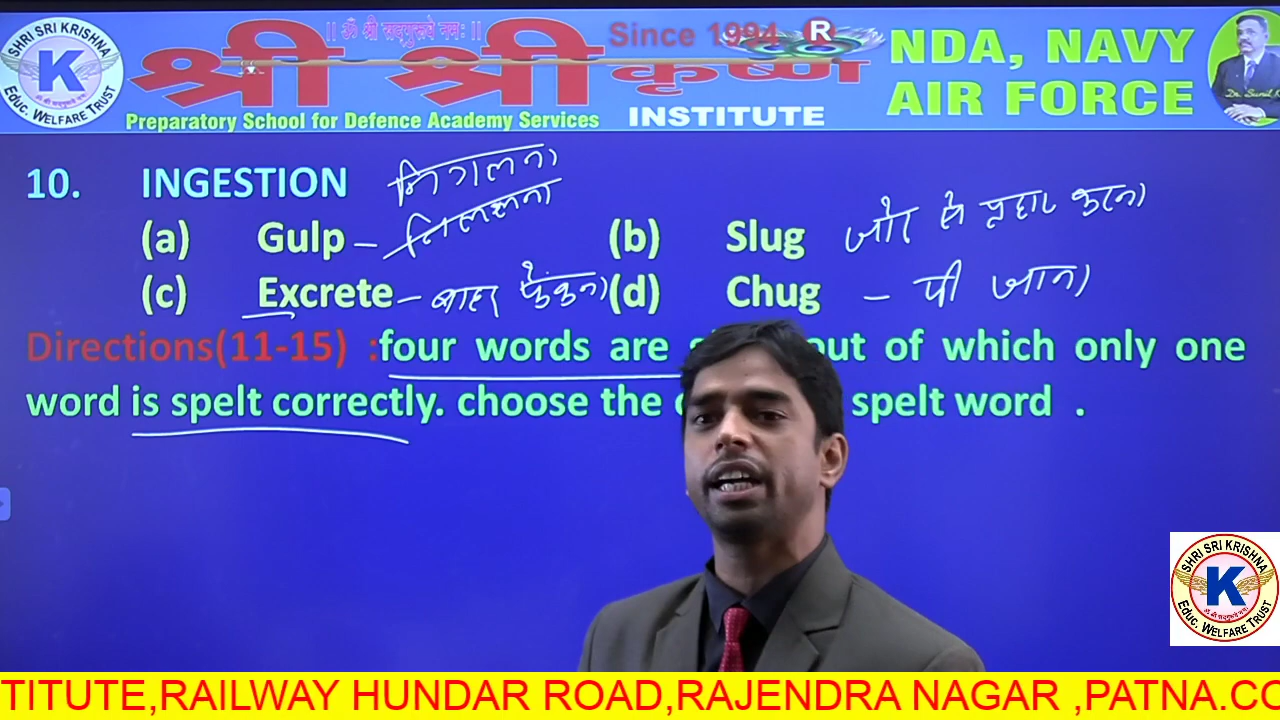 || ॐ श्री सद्गुरूवे नमः ||
Since 1994 R
श्री श्री कृष्ण
NDA, NAVY
AIR FORCE
INSTITUTE
Preparatory School for Defence Academy Services
SHRI SRI KRISHNA
K
Educ. WELFARE TRUST
10. INGESTION निगलना
(a) Gulp – निगलना (b) Slug जोर से प्रहार करना
(c) Excrete – बाहर फेंकना (d) Chug – पी जाना
Directions(11-15) :four words are out of which only one
word is spelt correctly. choose the spelt word .
SHRI SRI KRISHNA
K
Educ. WELFARE TRUST
TITUTE,RAILWAY HUNDAR ROAD,RAJENDRA NAGAR ,PATNA.CO